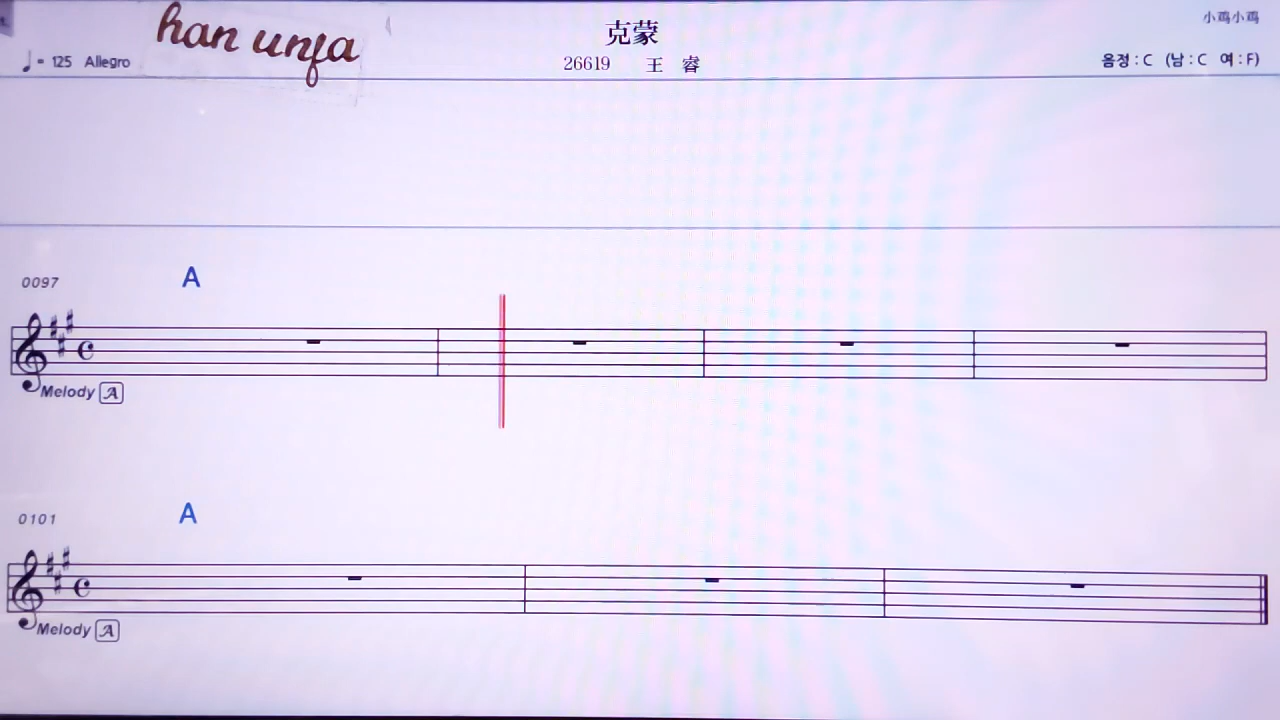 han unfa
克蒙
小鸡小鸡
♩= 125 Allegro
26619 王 睿
음정 : C (남 : C 여 : F)
0097
A
Melody A
0101
A
Melody A